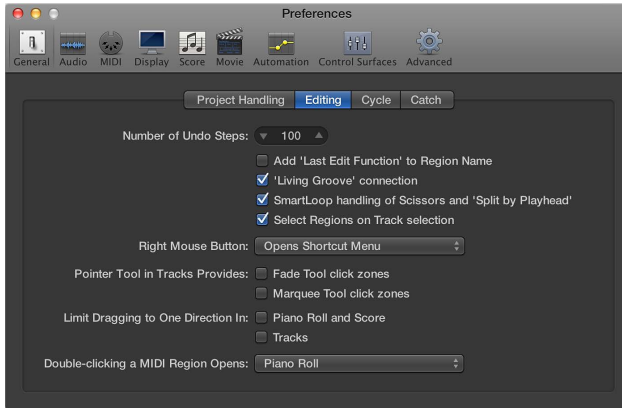 Preferences
General Audio MIDI Display Score Movie Automation Control Surfaces Advanced
Project Handling Editing Cycle Catch
Number of Undo Steps: 100
Add 'Last Edit Function' to Region Name
'Living Groove' connection
SmartLoop handling of Scissors and 'Split by Playhead'
Select Regions on Track selection
Right Mouse Button: Opens Shortcut Menu
Pointer Tool in Tracks Provides: Fade Tool click zones
Marquee Tool click zones
Limit Dragging to One Direction In: Piano Roll and Score
Tracks
Double-clicking a MIDI Region Opens: Piano Roll